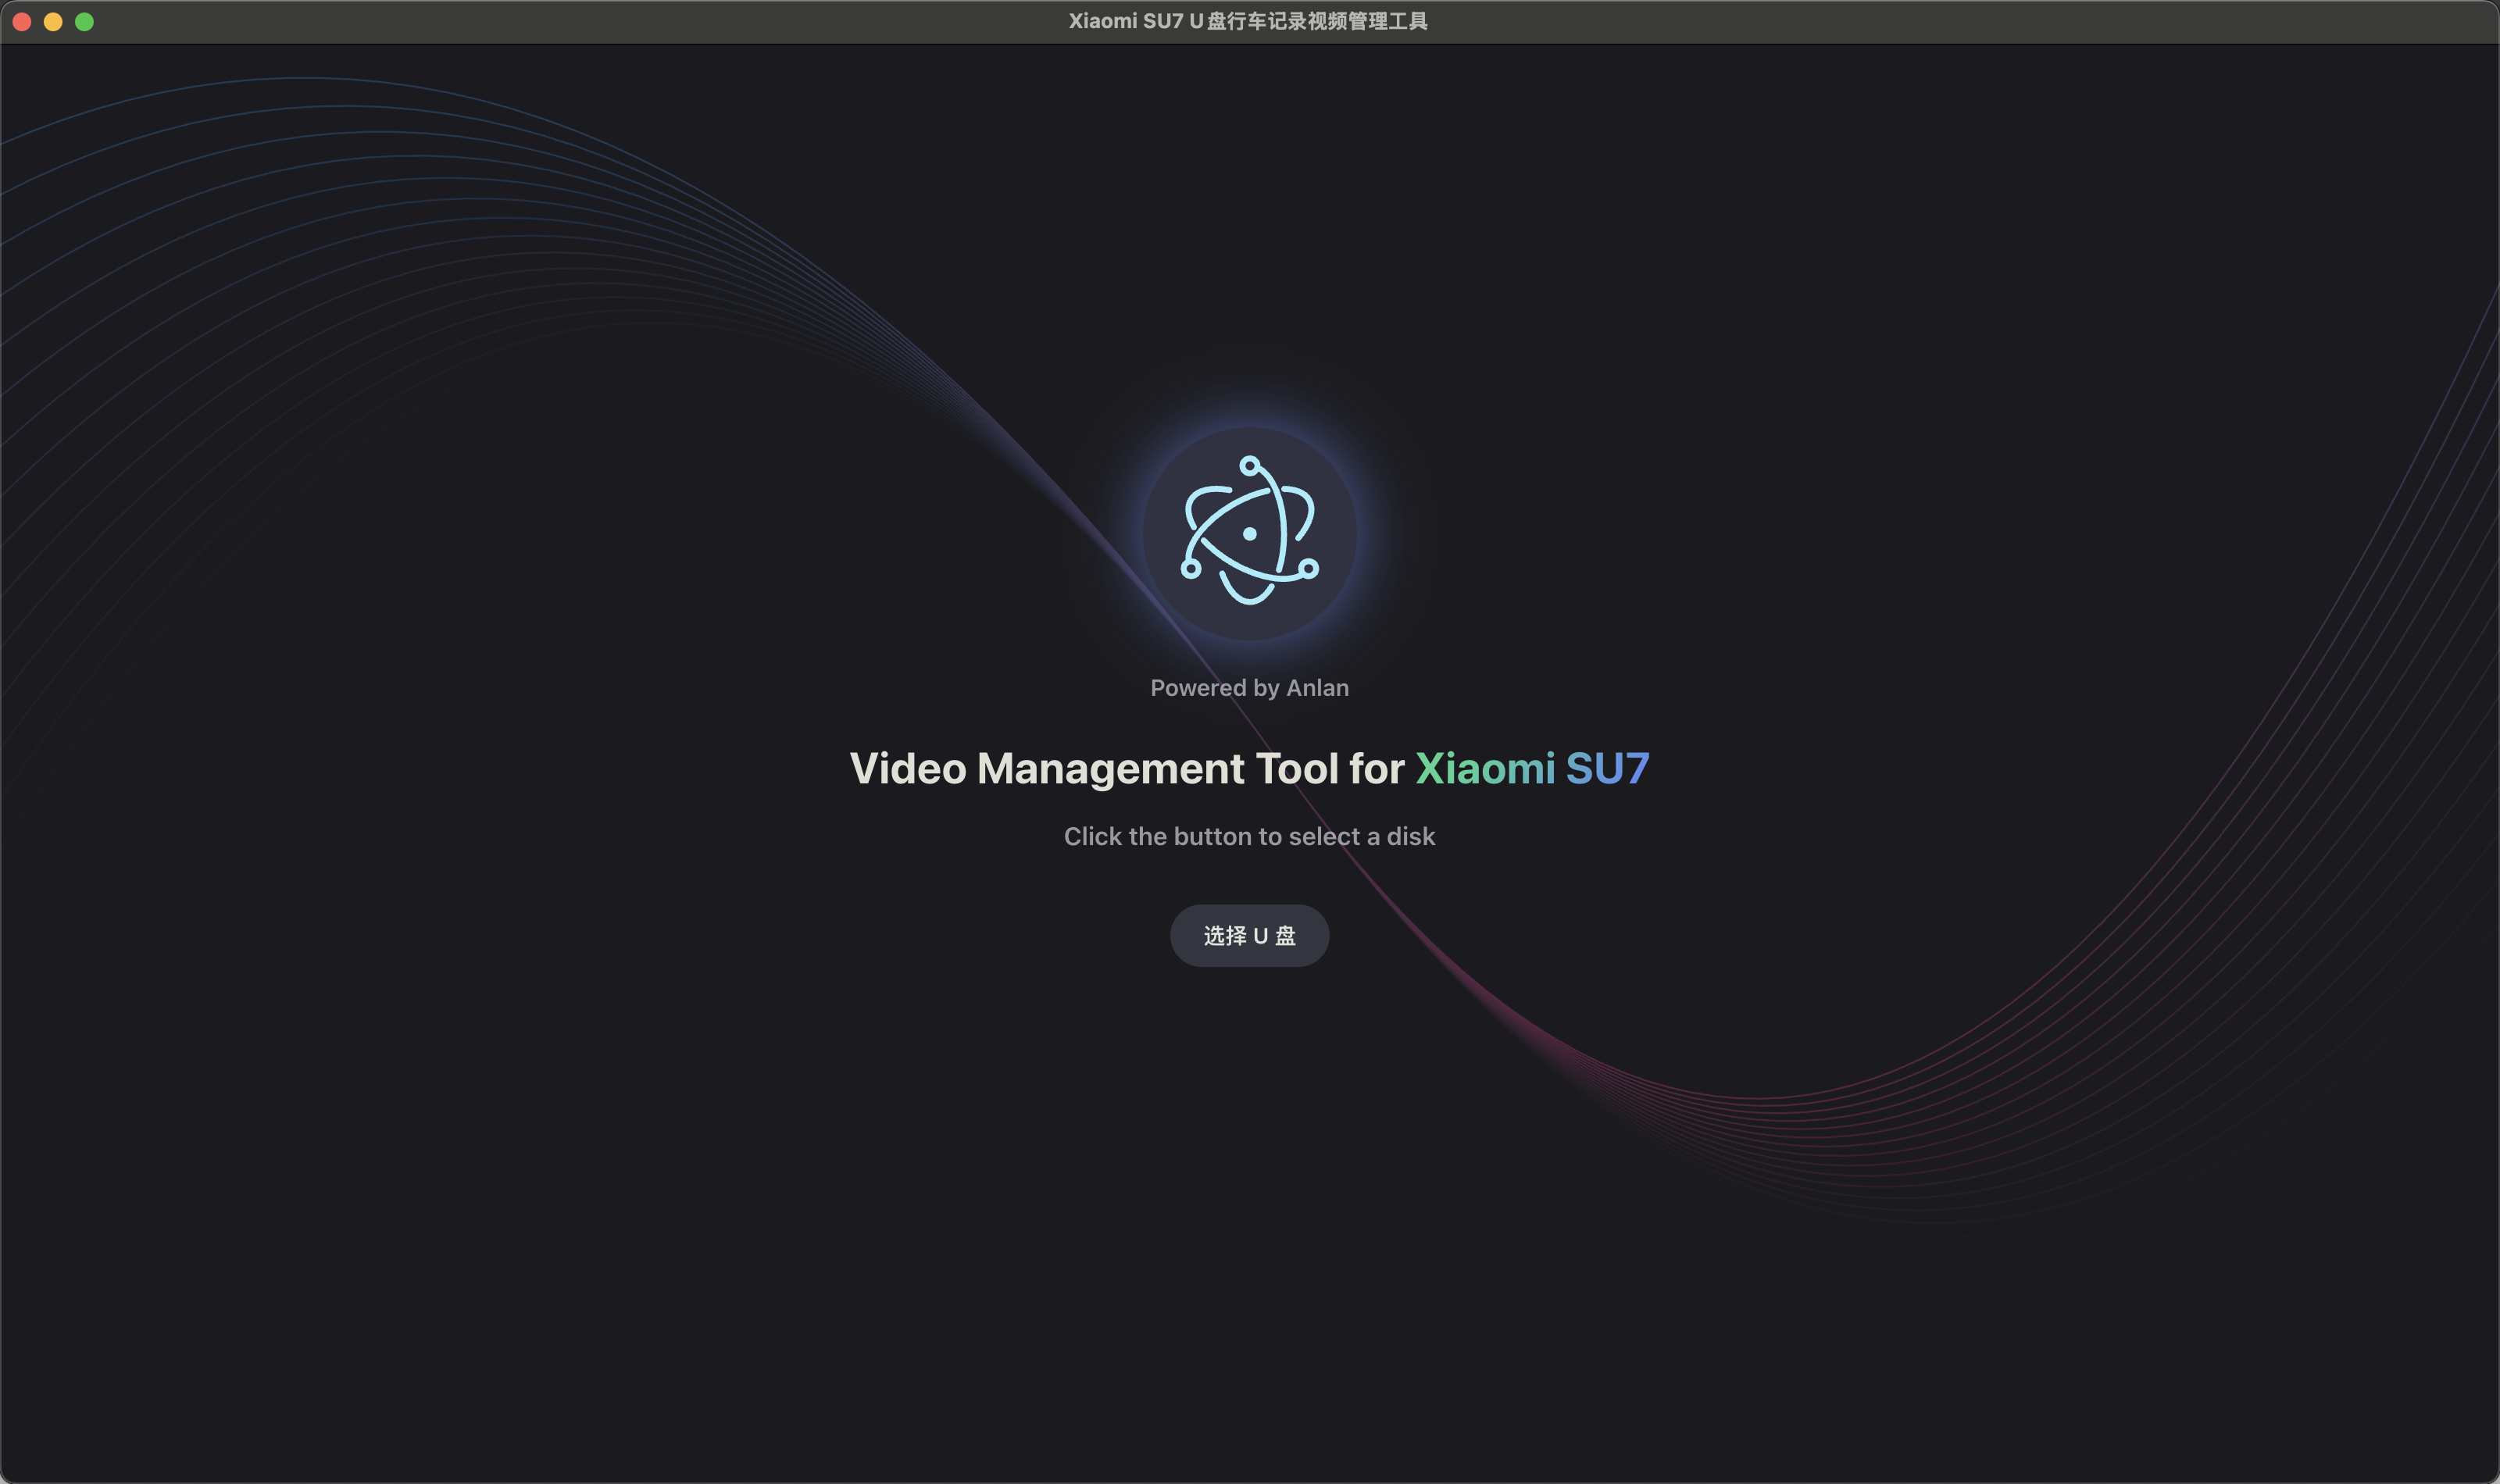 Xiaomi SU7 U 盘行车记录视频管理工具
Powered by Anlan
Video Management Tool for Xiaomi SU7
Click the button to select a disk
选择 U 盘